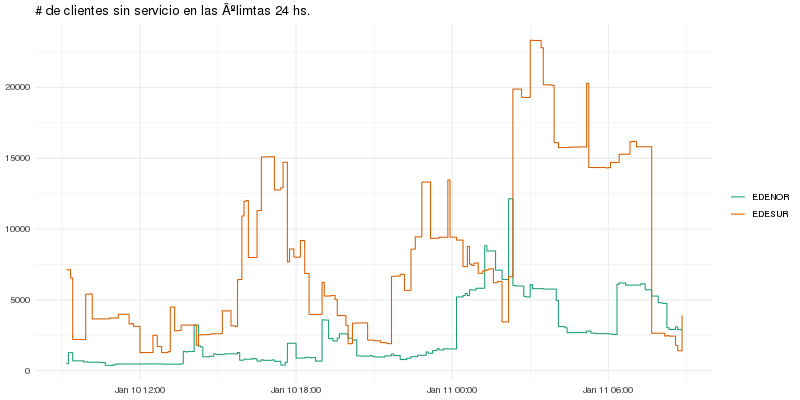 # de clientes sin servicio en las Ãºlimtas 24 hs.
20000
15000
10000
5000
0
Jan 10 12:00 Jan 10 18:00 Jan 11 00:00 Jan 11 06:00
EDENOR
EDESUR